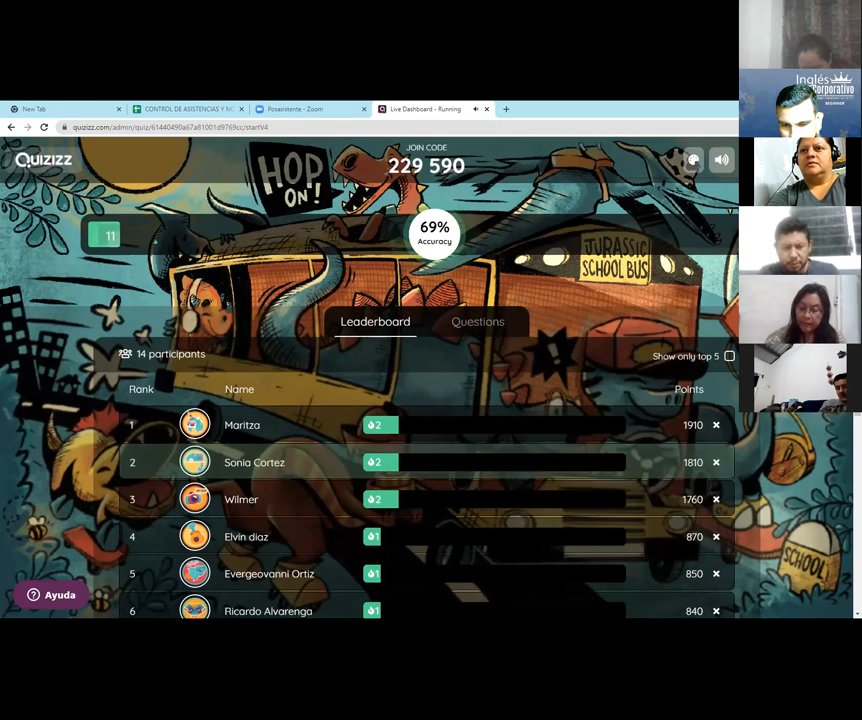 New Tab
CONTROL DE ASISTENCIAS Y NO
Posasistente - Zoom
Live Dashboard - Running
quizizz.com/admin/quiz/61440490a67a81001d9769cc/startV4
QUIZIZZ
HOP ON!
JOIN CODE
229 590
11
69%
Accuracy
JURASSIC
SCHOOL BUS
Leaderboard
Questions
14 participants
Show only top 5
Rank Name Points
1 Maritza 2 1910
2 Sonia Cortez 2 1810
3 Wilmer 2 1760
4 Elvin diaz 1 870
5 Evergeovanni Ortiz 1 850
6 Ricardo Alvarenga 1 840
SCHOOL
Ayuda
Inglés
Corporativo
BEGINNER